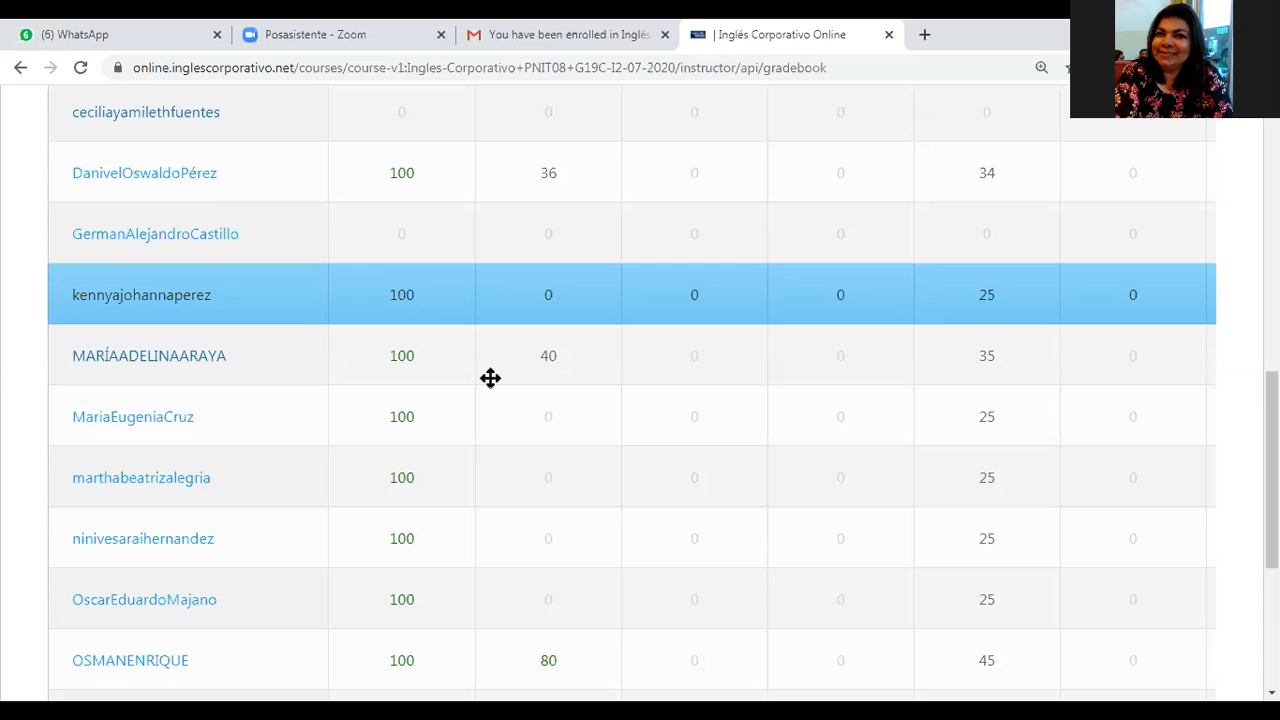 6 (6) WhatsApp
Posasistente - Zoom
You have been enrolled in Inglés
| Inglés Corporativo Online
online.inglescorporativo.net/courses/course-v1:Ingles-Corporativo+PNIT08+G19C-I2-07-2020/instructor/api/gradebook
ceciliayamilethfuentes 0 0 0 0 0
DanivelOswaldoPérez 100 36 0 0 34 0
GermanAlejandroCastillo 0 0 0 0 0 0
kennyajohannaperez 100 0 0 0 25 0
MARÍAADELINAARAYA 100 40 0 0 35 0
MariaEugeniaCruz 100 0 0 0 25 0
marthabeatrizalegria 100 0 0 0 25 0
ninivesaraihernandez 100 0 0 0 25 0
OscarEduardoMajano 100 0 0 0 25 0
OSMANENRIQUE 100 80 0 0 45 0